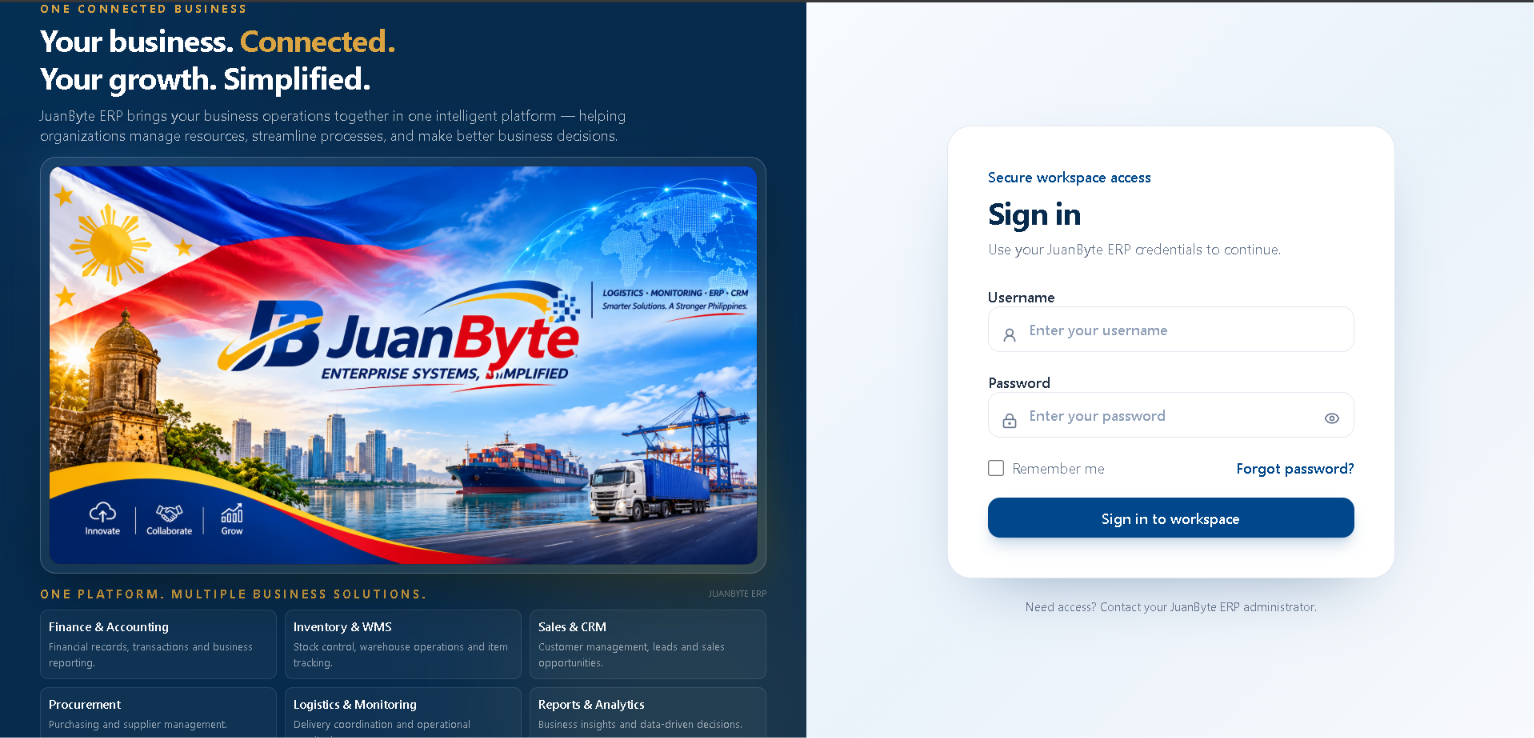 ONE CONNECTED BUSINESS
Your business. Connected.
Your growth. Simplified.
JuanByte ERP brings your business operations together in one intelligent platform — helping
organizations manage resources, streamline processes, and make better business decisions.
JB JuanByte
ENTERPRISE SYSTEMS, SIMPLIFIED
LOGISTICS · MONITORING · ERP · CRM
Smarter Solutions. A Stronger Philippines.
Innovate
Collaborate
Grow
ONE PLATFORM. MULTIPLE BUSINESS SOLUTIONS.
JUANBYTE ERP
Finance & Accounting
Financial records, transactions and business
reporting.
Inventory & WMS
Stock control, warehouse operations and item
tracking.
Sales & CRM
Customer management, leads and sales
opportunities.
Procurement
Purchasing and supplier management.
Logistics & Monitoring
Delivery coordination and operational
Reports & Analytics
Business insights and data-driven decisions.
Secure workspace access
Sign in
Use your JuanByte ERP credentials to continue.
Username
Enter your username
Password
Enter your password
Remember me
Forgot password?
Sign in to workspace
Need access? Contact your JuanByte ERP administrator.